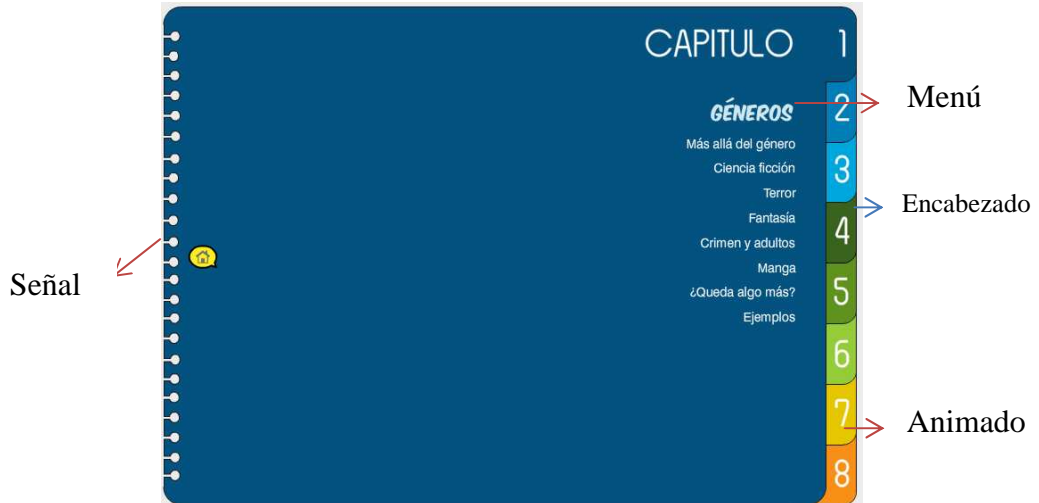 CAPITULO 1
GÉNEROS
2
Menú
Más allá del género
Ciencia ficción
3
Terror
Encabezado
Fantasía
4
Crimen y adultos
Manga
Señal
¿Queda algo más?
5
Ejemplos
6
7
Animado
8